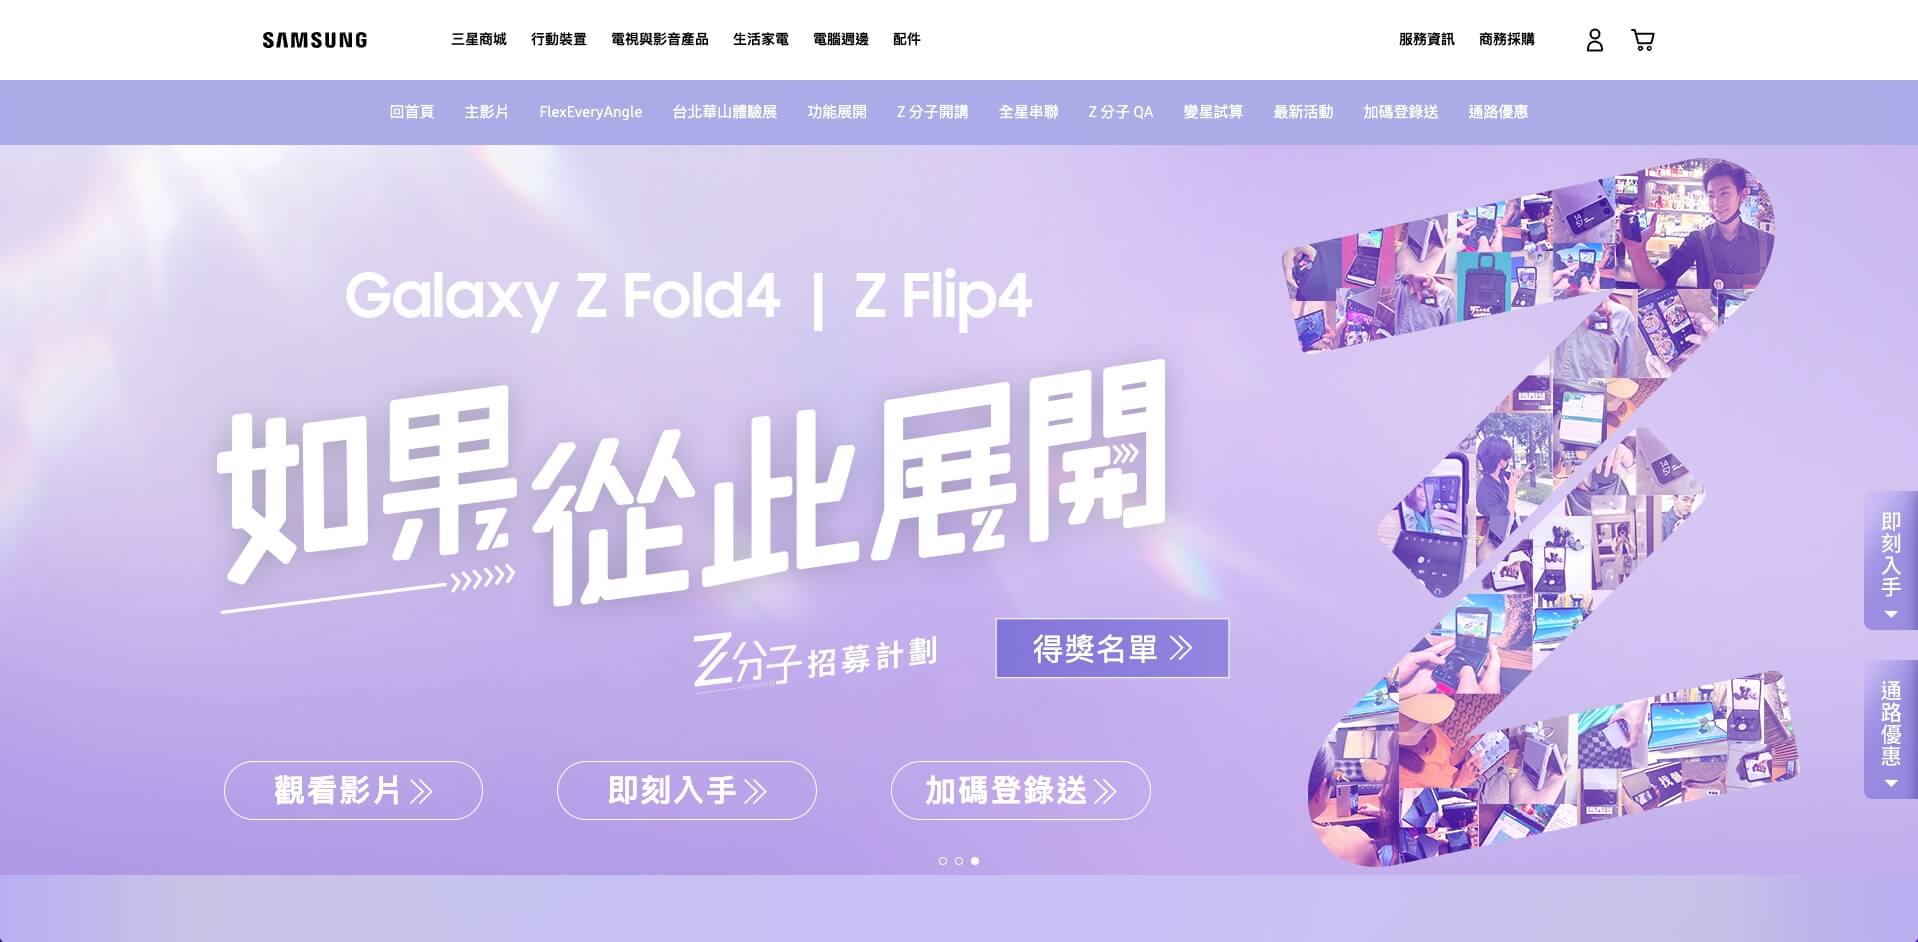 SAMSUNG 三星商城 行動裝置 電視與影音產品 生活家電 電腦週邊 配件 服務資訊 商務採購
回首頁 主影片 FlexEveryAngle 台北華山體驗展 功能展開 Z 分子開講 全星串聯 Z 分子 QA 變星試算 最新活動 加碼登錄送 通路優惠
Galaxy Z Fold4 | Z Flip4
如果從此展開
Z分子招募計劃
得獎名單
觀看影片 即刻入手 加碼登錄送
即刻入手
通路優惠